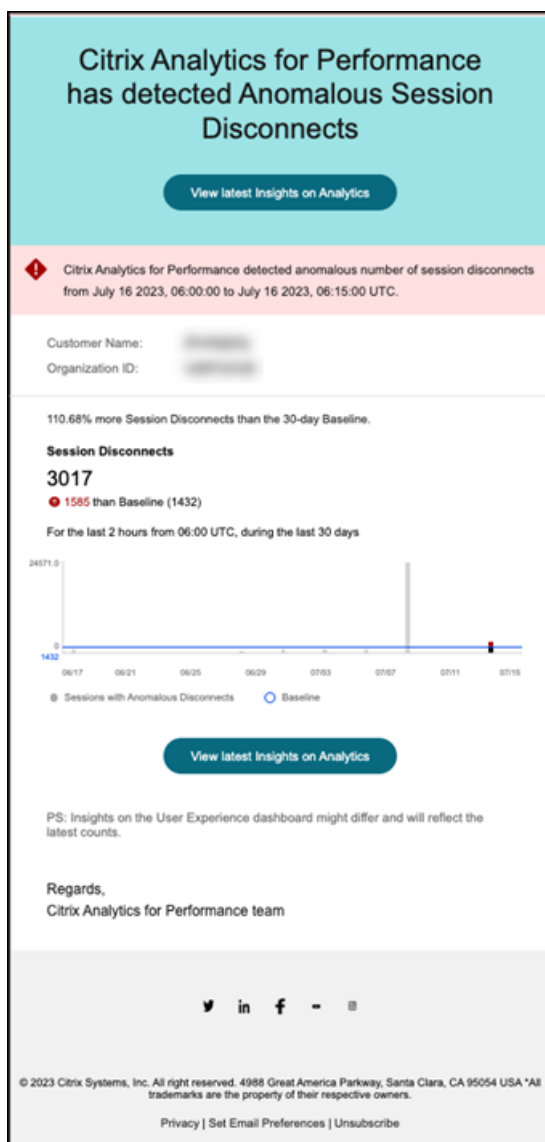 Citrix Analytics for Performance
has detected Anomalous Session
Disconnects
View latest Insights on Analytics
Citrix Analytics for Performance detected anomalous number of session disconnects
from July 16 2023, 06:00:00 to July 16 2023, 06:15:00 UTC.
Customer Name:
Organization ID:
110.68% more Session Disconnects than the 30-day Baseline.
Session Disconnects
3017
1585 than Baseline (1432)
For the last 2 hours from 06:00 UTC, during the last 30 days
24571.0
0
1432
06/17 06/21 06/25 06/29 07/03 07/07 07/11 07/15
Sessions with Anomalous Disconnects Baseline
View latest Insights on Analytics
PS: Insights on the User Experience dashboard might differ and will reflect the
latest counts.
Regards,
Citrix Analytics for Performance team
© 2023 Citrix Systems, Inc. All right reserved. 4988 Great America Parkway, Santa Clara, CA 95054 USA *All
trademarks are the property of their respective owners.
Privacy | Set Email Preferences | Unsubscribe